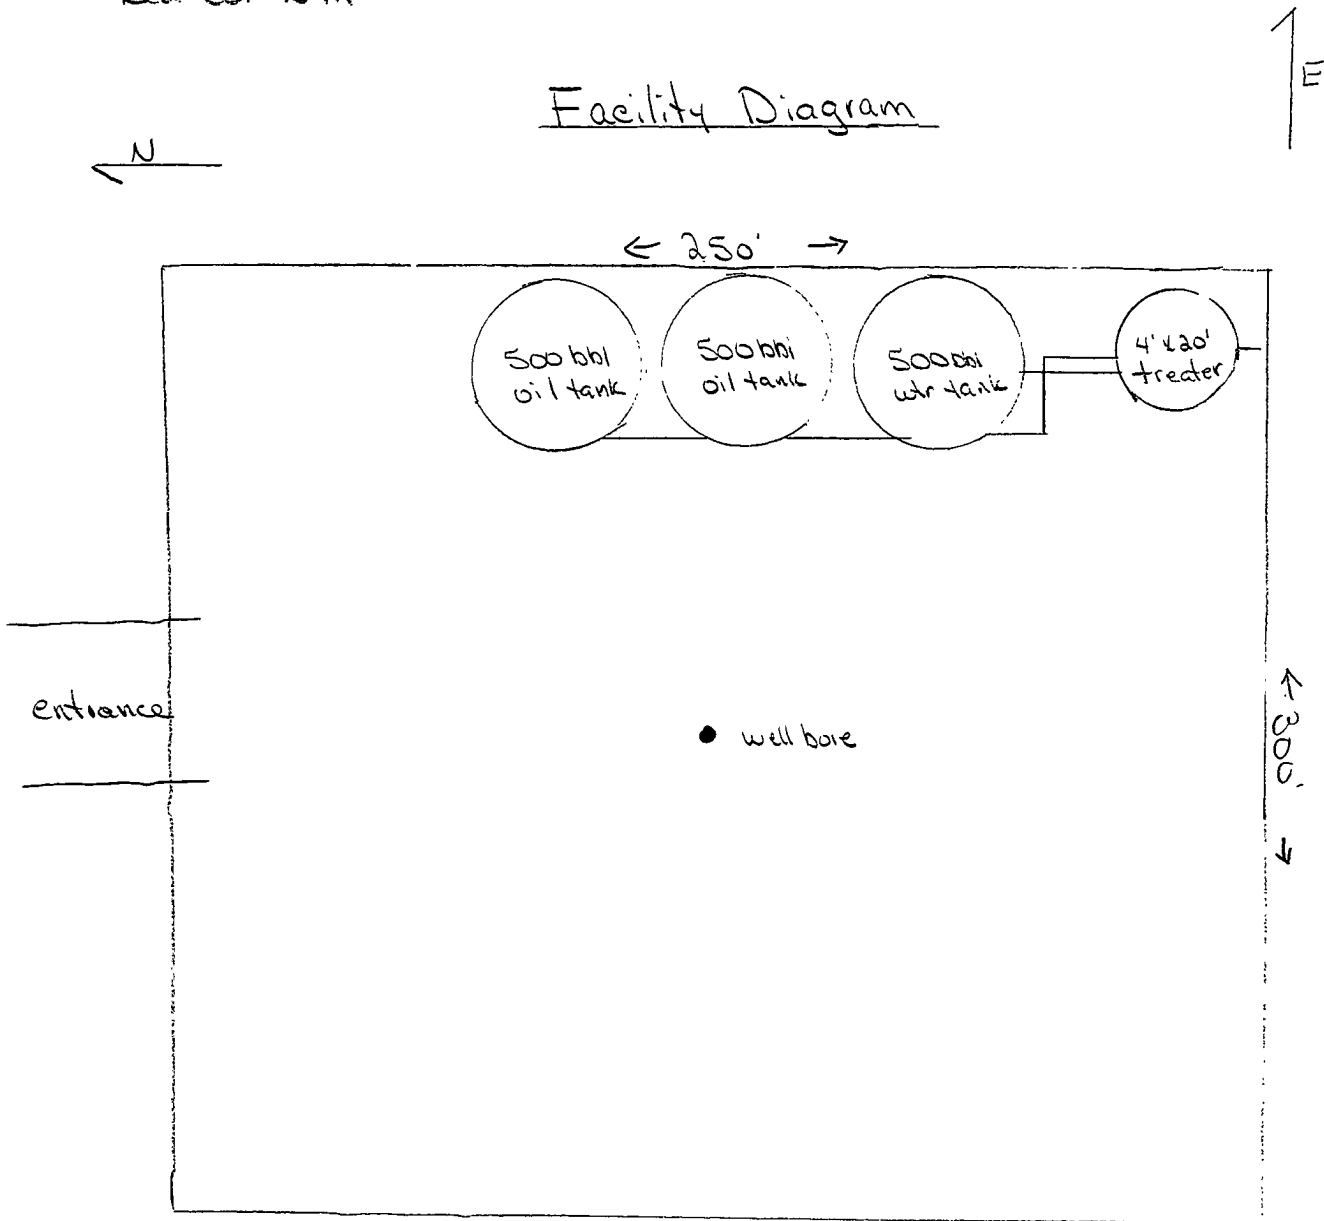 E
Facility Diagram
N
← 250' →
500 bbl
oil tank
500 bbl
oil tank
500 bbl
wtr tank
4' x 20'
treater
entrance
well bore
← 300' →